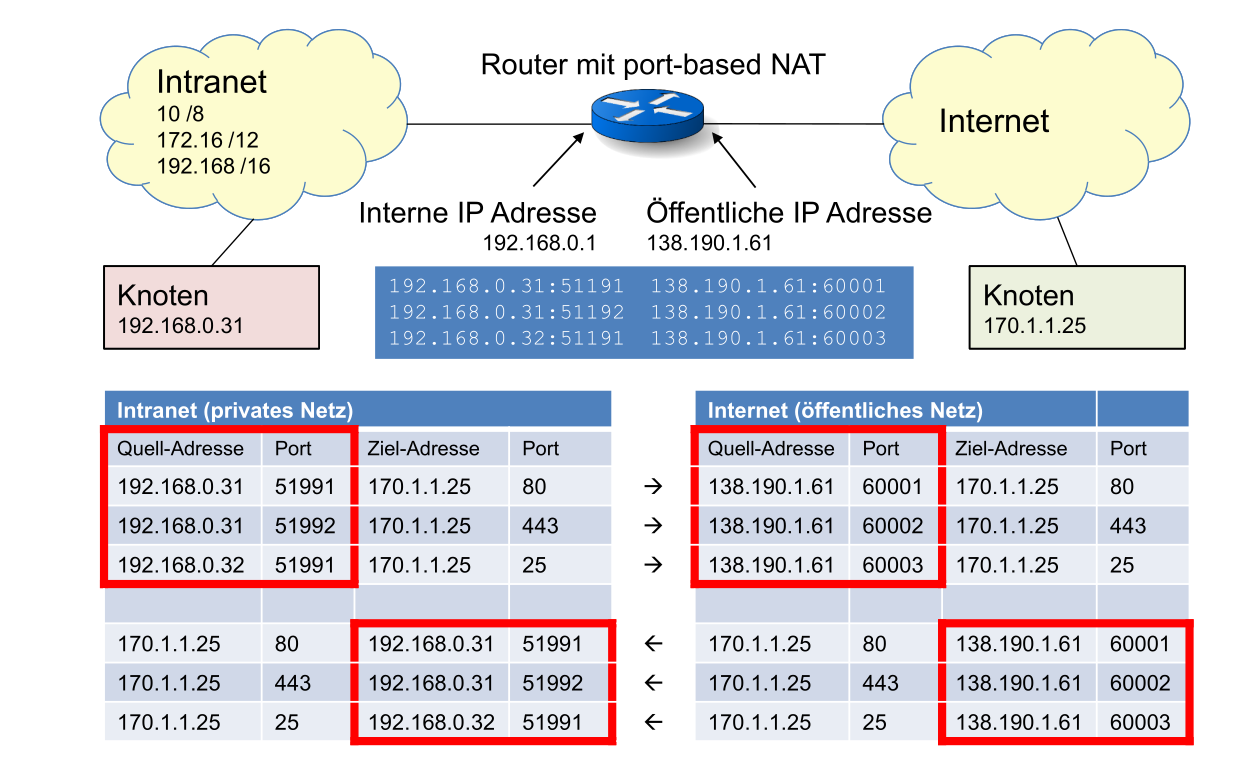 Router mit port-based NAT
Intranet
10 /8
172.16 /12
192.168 /16
Internet
Interne IP Adresse
192.168.0.1
Öffentliche IP Adresse
138.190.1.61
Knoten
192.168.0.31
192.168.0.31:51191 138.190.1.61:60001
192.168.0.31:51192 138.190.1.61:60002
192.168.0.32:51191 138.190.1.61:60003
Knoten
170.1.1.25
Intranet (privates Netz) Internet (öffentliches Netz)
Quell-Adresse Port Ziel-Adresse Port Quell-Adresse Port Ziel-Adresse Port
192.168.0.31 51991 170.1.1.25 80 → 138.190.1.61 60001 170.1.1.25 80
192.168.0.31 51992 170.1.1.25 443 → 138.190.1.61 60002 170.1.1.25 443
192.168.0.32 51991 170.1.1.25 25 → 138.190.1.61 60003 170.1.1.25 25
170.1.1.25 80 192.168.0.31 51991 ← 170.1.1.25 80 138.190.1.61 60001
170.1.1.25 443 192.168.0.31 51992 ← 170.1.1.25 443 138.190.1.61 60002
170.1.1.25 25 192.168.0.32 51991 ← 170.1.1.25 25 138.190.1.61 60003